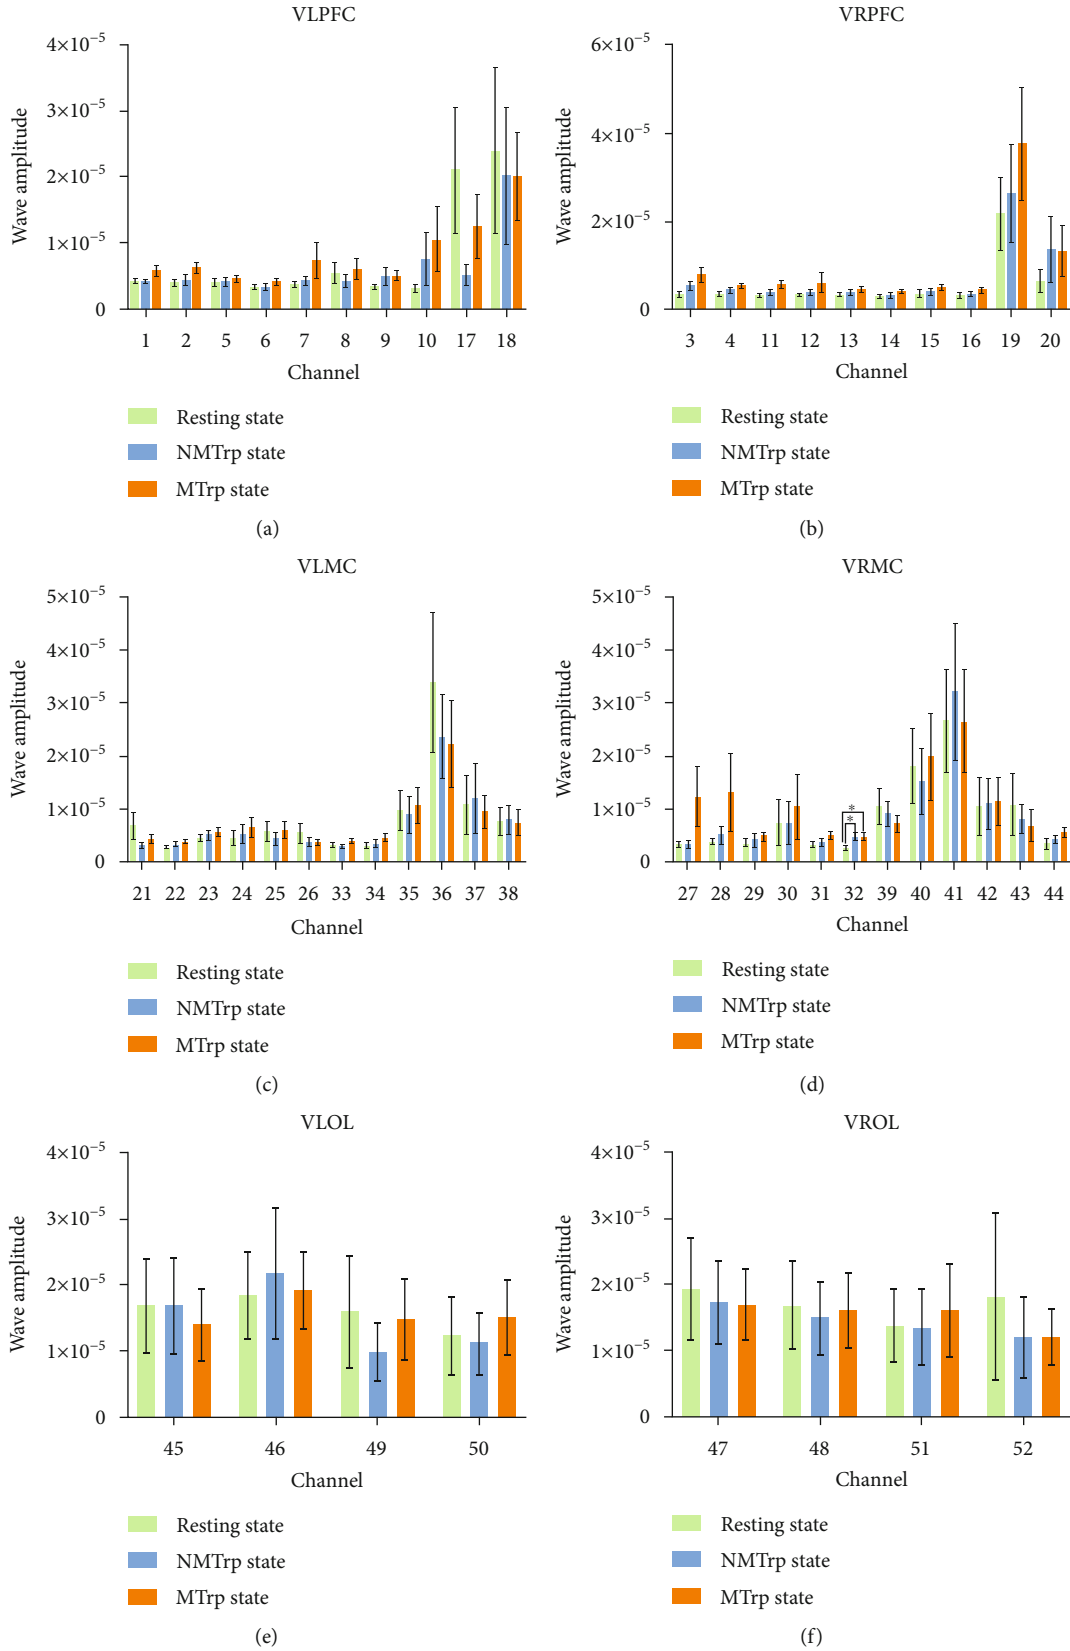 VLPFC
Wave amplitude
4×10⁻⁵
3×10⁻⁵
2×10⁻⁵
1×10⁻⁵
0
1 2 5 6 7 8 9 10 17 18
Channel
Resting state
NMTrp state
MTrp state
(a)
VRPFC
Wave amplitude
6×10⁻⁵
4×10⁻⁵
2×10⁻⁵
0
3 4 11 12 13 14 15 16 19 20
Channel
Resting state
NMTrp state
MTrp state
(b)
VLMC
Wave amplitude
5×10⁻⁵
4×10⁻⁵
3×10⁻⁵
2×10⁻⁵
1×10⁻⁵
0
21 22 23 24 25 26 33 34 35 36 37 38
Channel
Resting state
NMTrp state
MTrp state
(c)
VRMC
Wave amplitude
5×10⁻⁵
4×10⁻⁵
3×10⁻⁵
2×10⁻⁵
1×10⁻⁵
0
*
*
27 28 29 30 31 32 39 40 41 42 43 44
Channel
Resting state
NMTrp state
MTrp state
(d)
VLOL
Wave amplitude
4×10⁻⁵
3×10⁻⁵
2×10⁻⁵
1×10⁻⁵
0
45 46 49 50
Channel
Resting state
NMTrp state
MTrp state
(e)
VROL
Wave amplitude
4×10⁻⁵
3×10⁻⁵
2×10⁻⁵
1×10⁻⁵
0
47 48 51 52
Channel
Resting state
NMTrp state
MTrp state
(f)